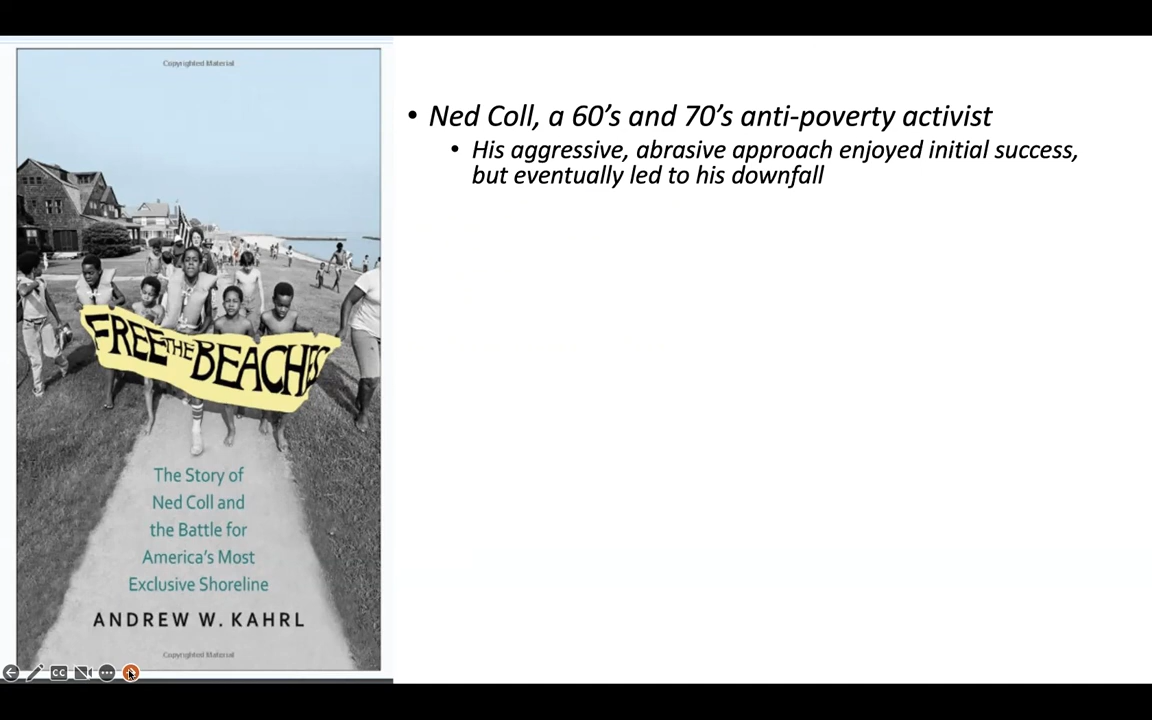 Copyrighted Material
FREE THE BEACHES
The Story of
Ned Coll and
the Battle for
America's Most
Exclusive Shoreline
ANDREW W. KAHRL
Copyrighted Material
• Ned Coll, a 60's and 70's anti-poverty activist
• His aggressive, abrasive approach enjoyed initial success,
but eventually led to his downfall
CC